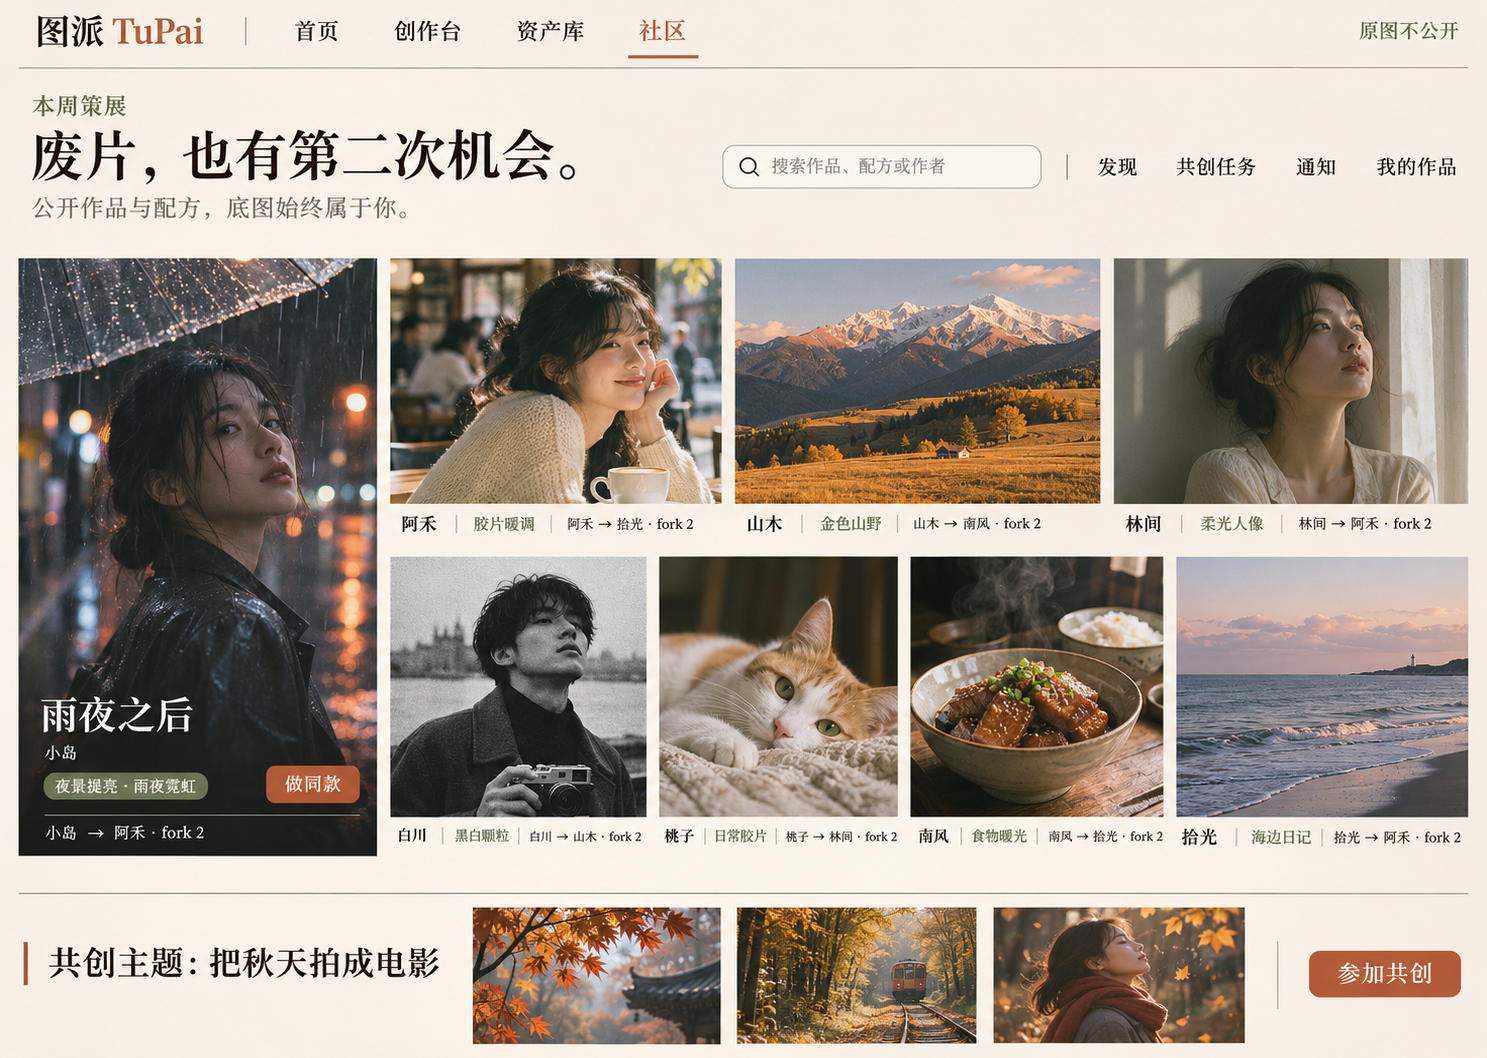 图派 TuPai
首页
创作台
资产库
社区
原图不公开
本周策展
废片，也有第二次机会。
公开作品与配方，底图始终属于你。
搜索作品、配方或作者
发现
共创任务
通知
我的作品
雨夜之后
小岛
夜景提亮 · 雨夜霓虹
做同款
小岛 → 阿禾 · fork 2
阿禾
胶片暖调
阿禾 → 拾光 · fork 2
山木
金色山野
山木 → 南风 · fork 2
林间
柔光人像
林间 → 阿禾 · fork 2
白川
黑白颗粒
白川 → 山木 · fork 2
桃子
日常胶片
桃子 → 林间 · fork 2
南风
食物暖光
南风 → 拾光 · fork 2
拾光
海边日记
拾光 → 阿禾 · fork 2
共创主题：把秋天拍成电影
参加共创